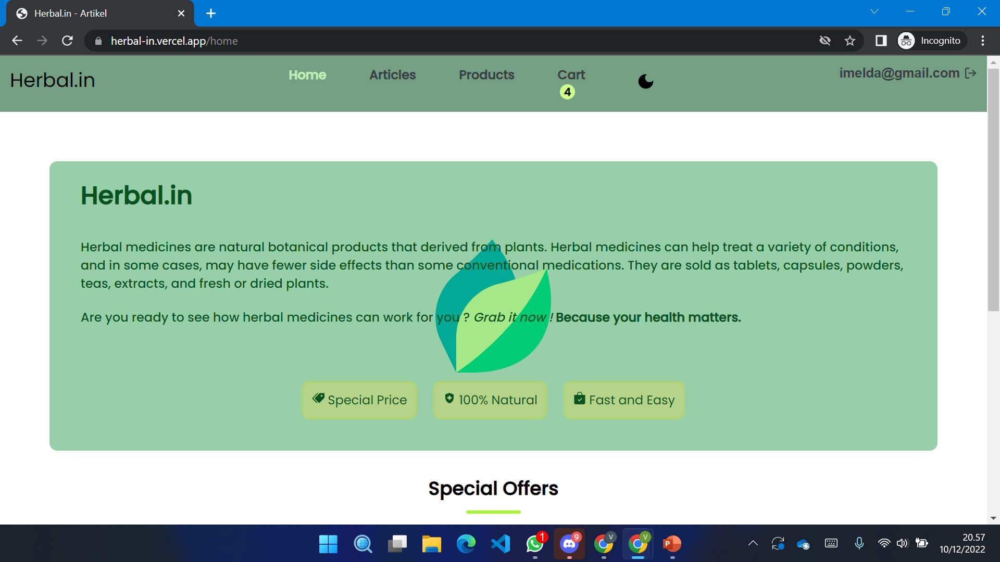 Herbal.in - Artikel
herbal-in.vercel.app/home
Incognito
Herbal.in
Home
Articles
Products
Cart
4
imelda@gmail.com
Herbal.in
Herbal medicines are natural botanical products that derived from plants. Herbal medicines can help treat a variety of conditions,
and in some cases, may have fewer side effects than some conventional medications. They are sold as tablets, capsules, powders,
teas, extracts, and fresh or dried plants.
Are you ready to see how herbal medicines can work for you ? Grab it now ! Because your health matters.
Special Price
100% Natural
Fast and Easy
Special Offers
1
9
V
V
P
20.57
10/12/2022